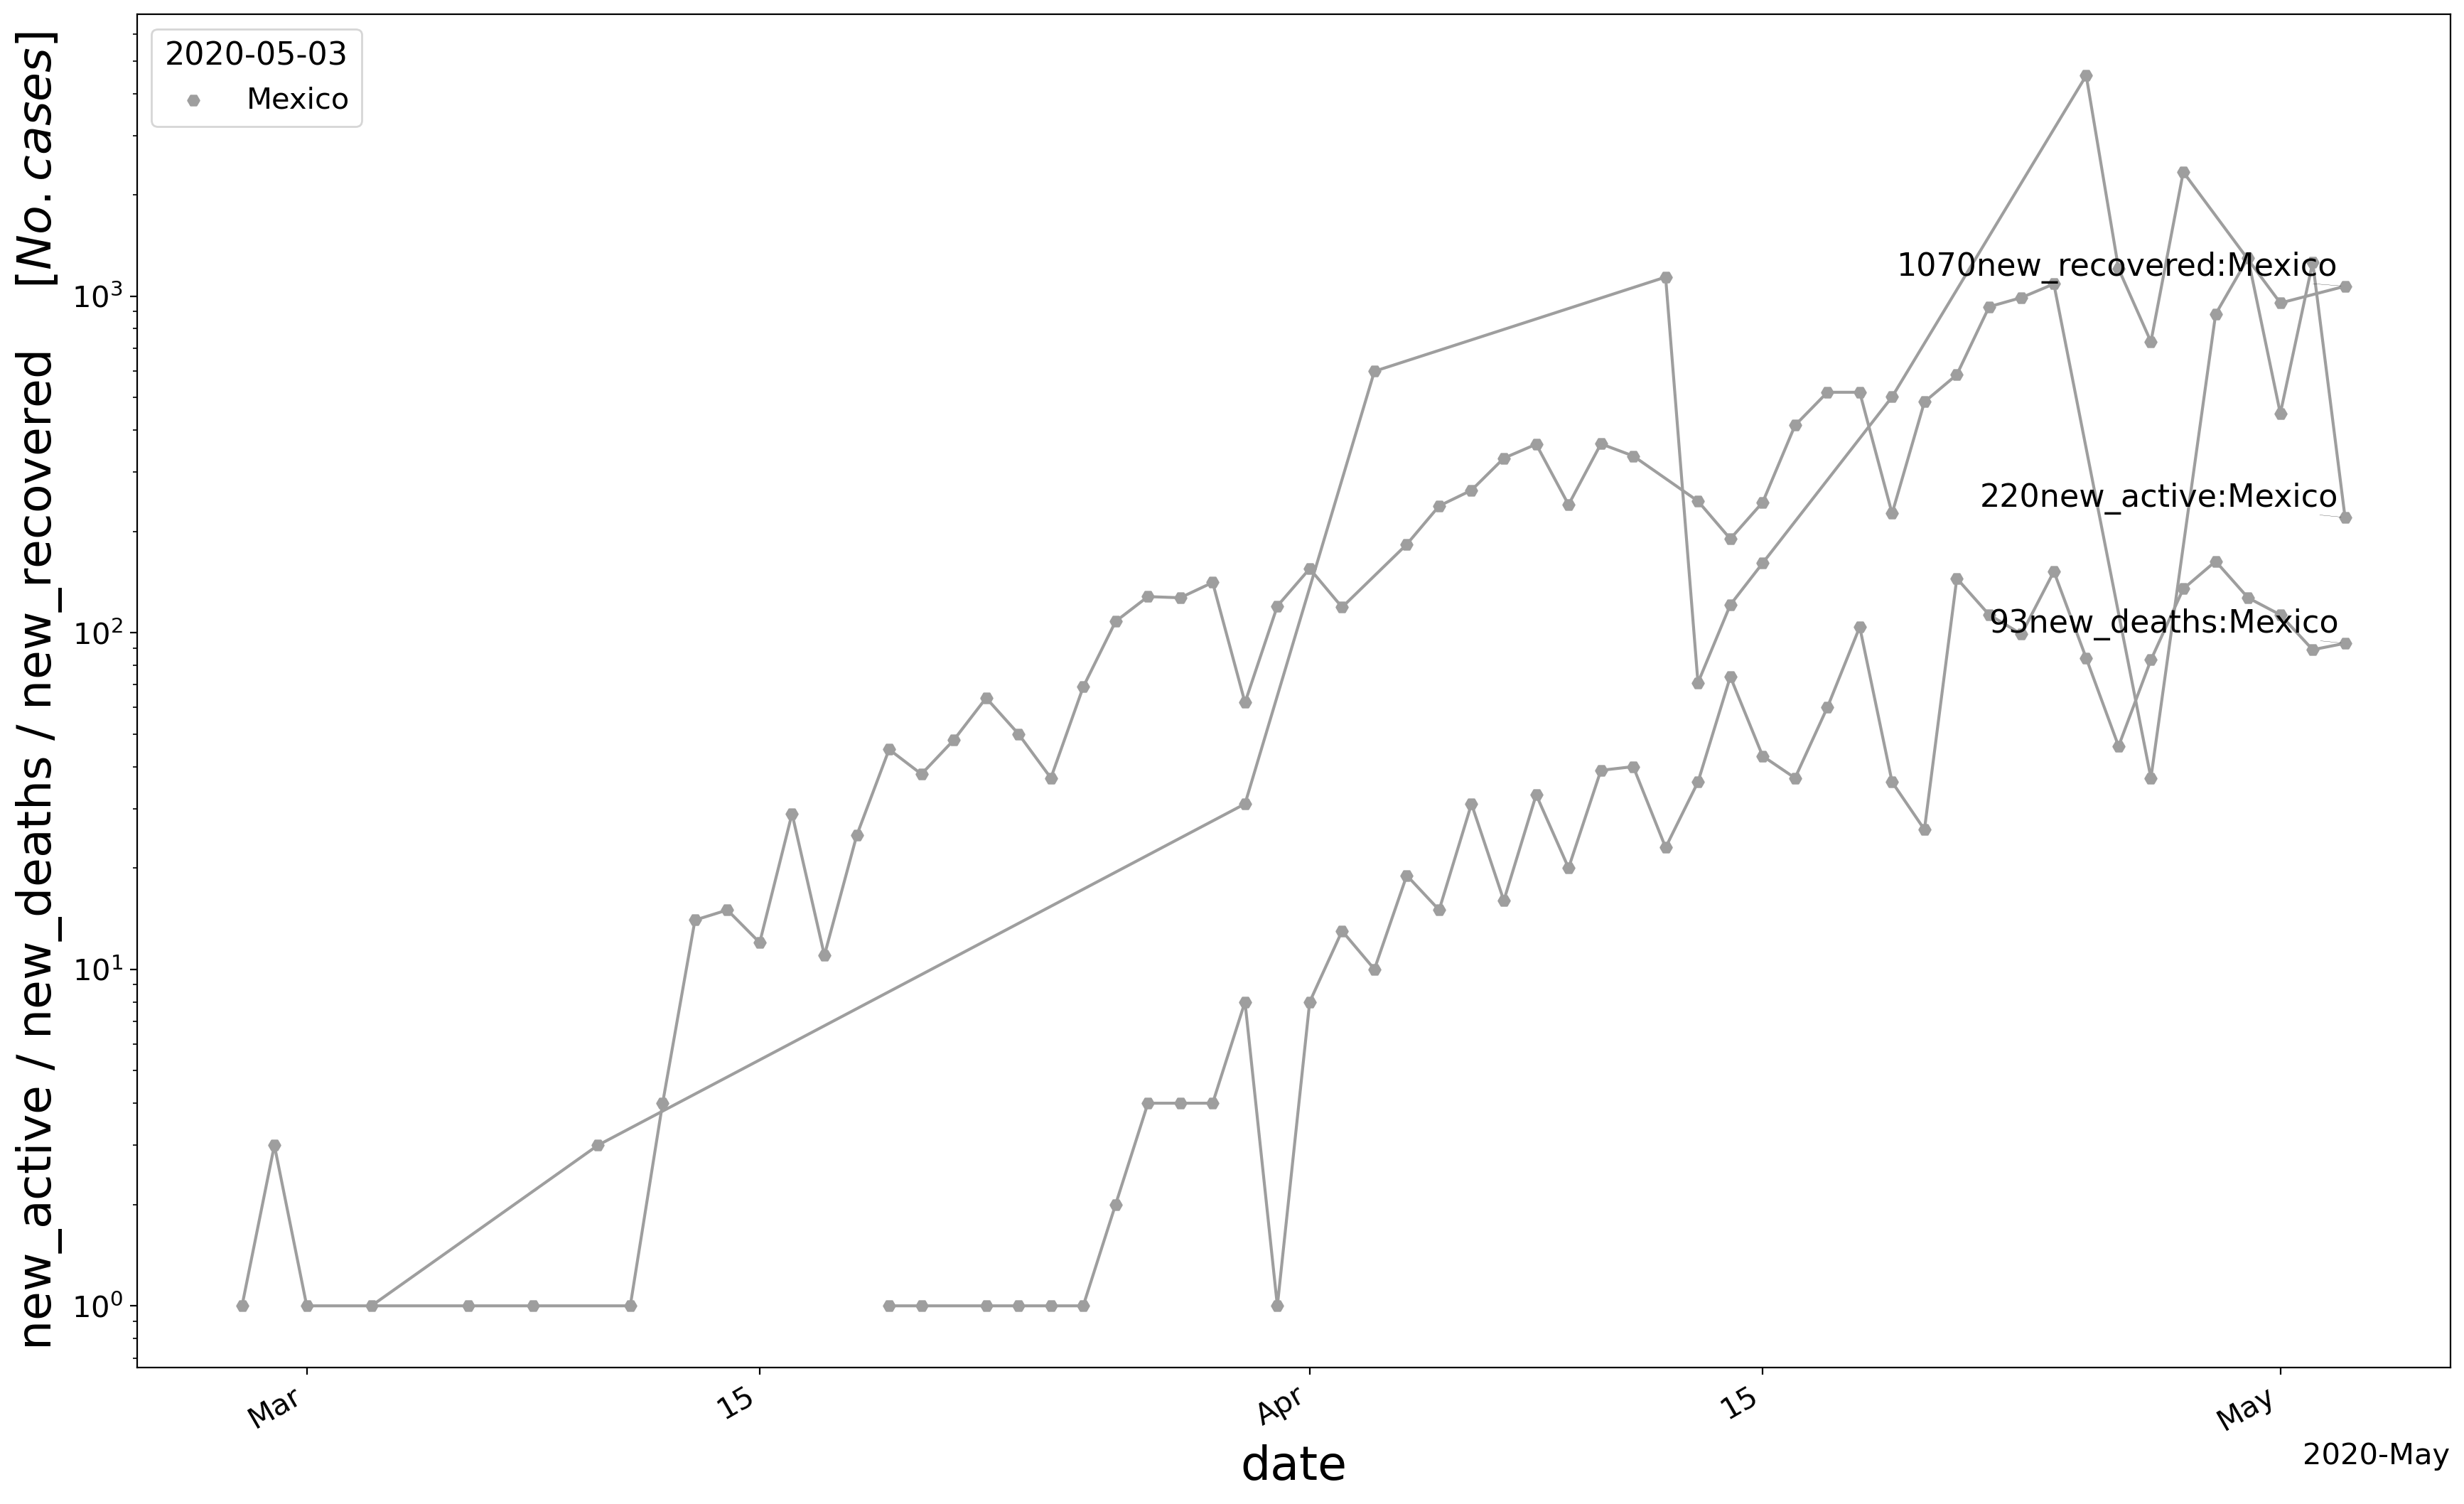 new_active / new_deaths / new_recovered [No.cases]
2020-05-03
Mexico
10³
10²
10¹
10⁰
1070new_recovered:Mexico
220new_active:Mexico
93new_deaths:Mexico
Mar
15
Apr
15
May
date
2020-May